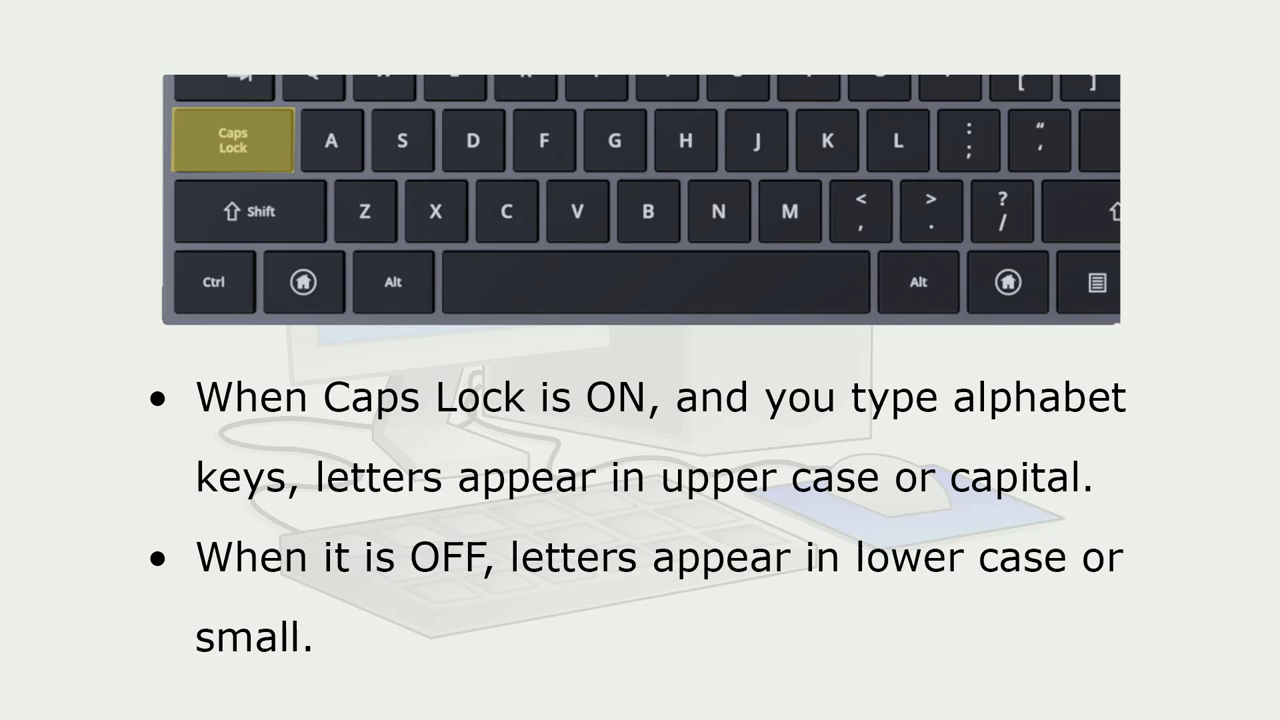 [ ]
Caps
Lock
A S D F G H J K L : ; “ ‘
Shift Z X C V B N M < , > . ? /
Ctrl Alt Alt
• When Caps Lock is ON, and you type alphabet
keys, letters appear in upper case or capital.
• When it is OFF, letters appear in lower case or
small.